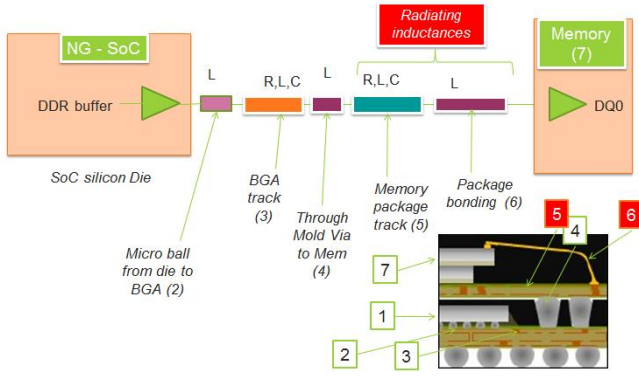 Radiating
inductances
NG - SoC
Memory
(7)
L
R,L,C
L
R,L,C
L
DDR buffer
DQ0
SoC silicon Die
BGA
track
(3)
Memory
package
track (5)
Package
bonding (6)
Micro ball
from die to
BGA (2)
Through
Mold Via
to Mem
(4)
5
4
6
7
1
2
3